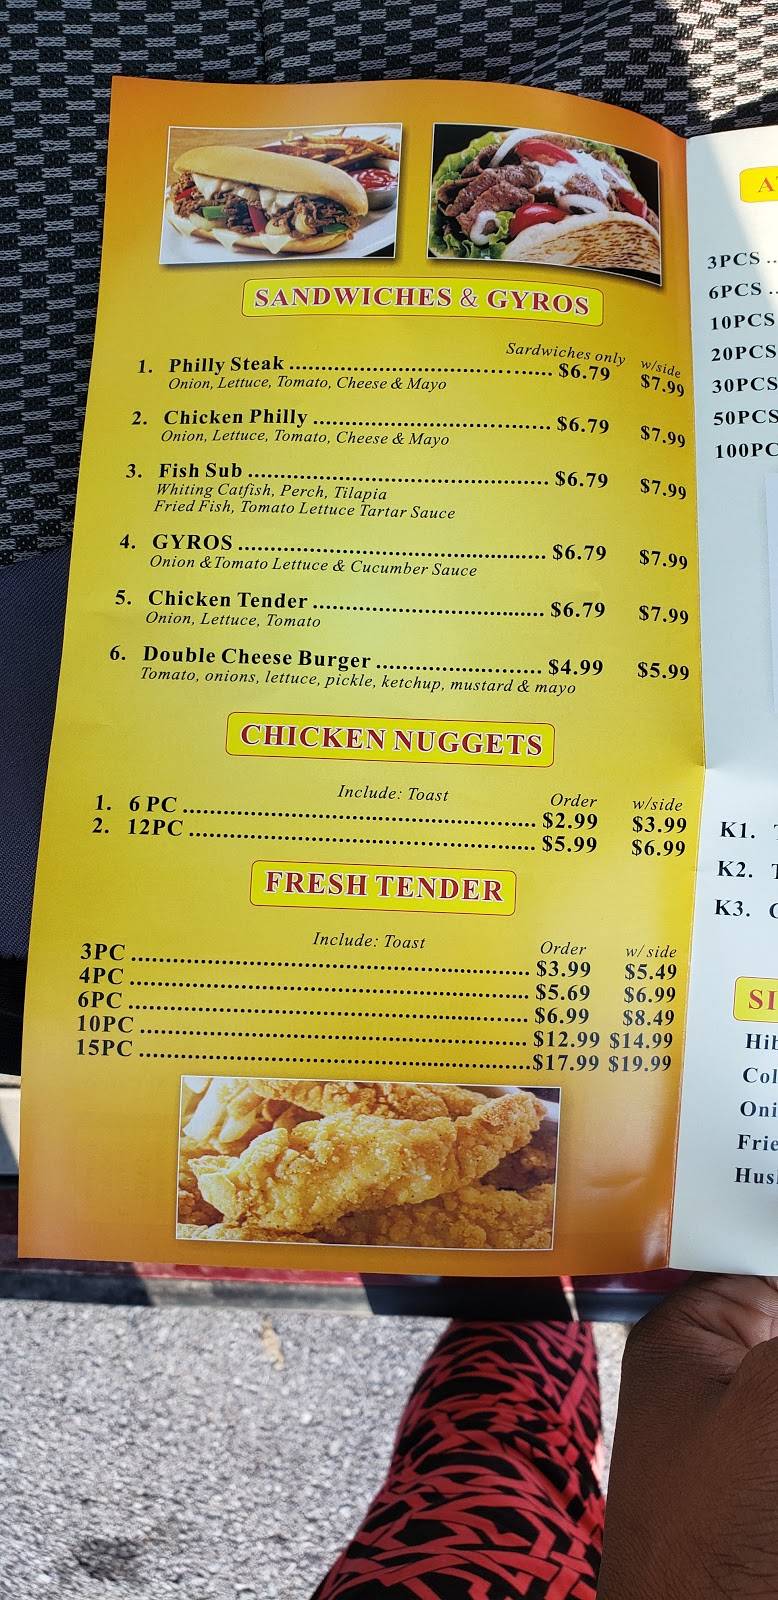 SANDWICHES & GYROS
Sardwiches only w/side
1. Philly Steak ........ $6.79 $7.99
Onion, Lettuce, Tomato, Cheese & Mayo
2. Chicken Philly ........ $6.79 $7.99
Onion, Lettuce, Tomato, Cheese & Mayo
3. Fish Sub ........ $6.79 $7.99
Whiting Catfish, Perch, Tilapia
Fried Fish, Tomato Lettuce Tartar Sauce
4. GYROS ........ $6.79 $7.99
Onion &Tomato Lettuce & Cucumber Sauce
5. Chicken Tender ........ $6.79 $7.99
Onion, Lettuce, Tomato
6. Double Cheese Burger ........ $4.99 $5.99
Tomato, onions, lettuce, pickle, ketchup, mustard & mayo
CHICKEN NUGGETS
Include: Toast Order w/side
1. 6 PC ........ $2.99 $3.99
2. 12PC ........ $5.99 $6.99
FRESH TENDER
Include: Toast Order w/ side
3PC ........ $3.99 $5.49
4PC ........ $5.69 $6.99
6PC ........ $6.99 $8.49
10PC ........ $12.99 $14.99
15PC ........ $17.99 $19.99
3PCS ..
6PCS ..
10PCS
20PCS
30PCS
50PCS
100PC
K1.
K2.
K3.
SI
Col
Oni
Frie